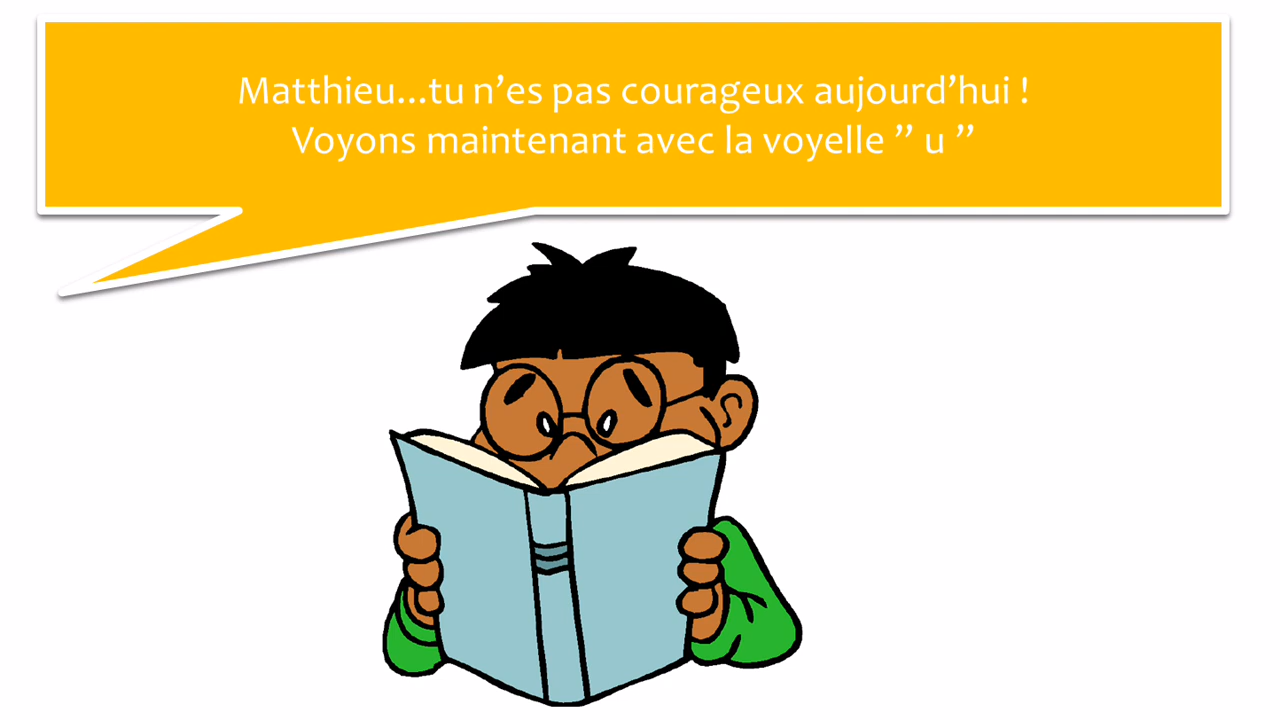 Matthieu...tu n’es pas courageux aujourd’hui !
Voyons maintenant avec la voyelle ” u ”